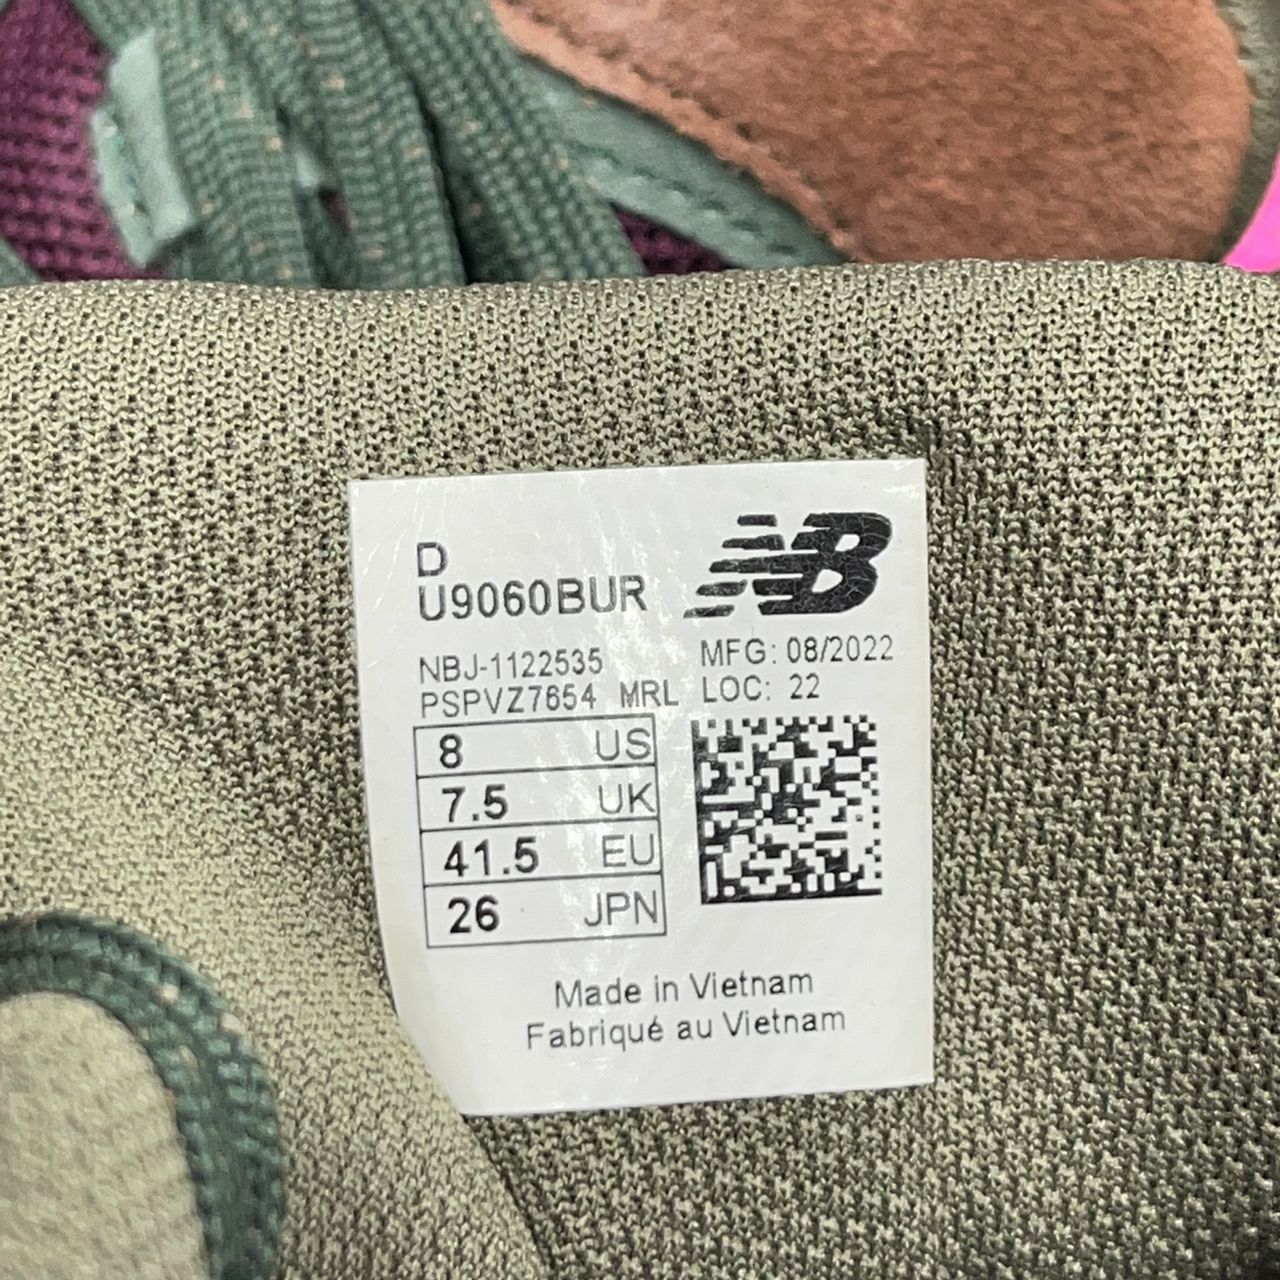 D
U9060BUR
NB
NBJ-1122535 MFG: 08/2022
PSPVZ7654 MRL LOC: 22
8 US
7.5 UK
41.5 EU
26 JPN
Made in Vietnam
Fabriqué au Vietnam